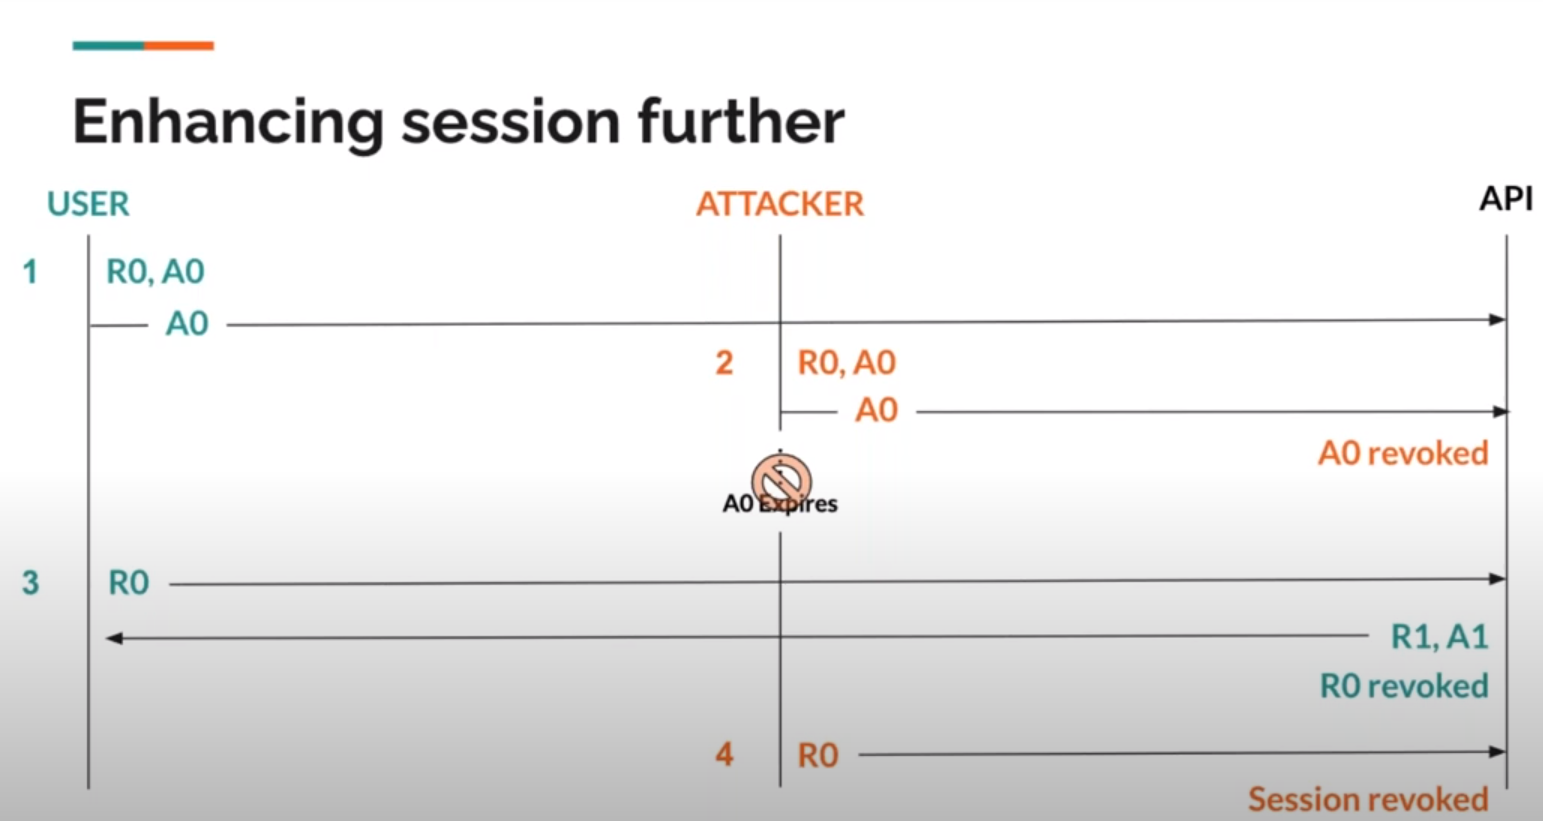 Enhancing session further
USER
ATTACKER
API
1
R0, A0
A0
2
R0, A0
A0
A0 revoked
A0 Expires
3
R0
R1, A1
R0 revoked
4
R0
Session revoked